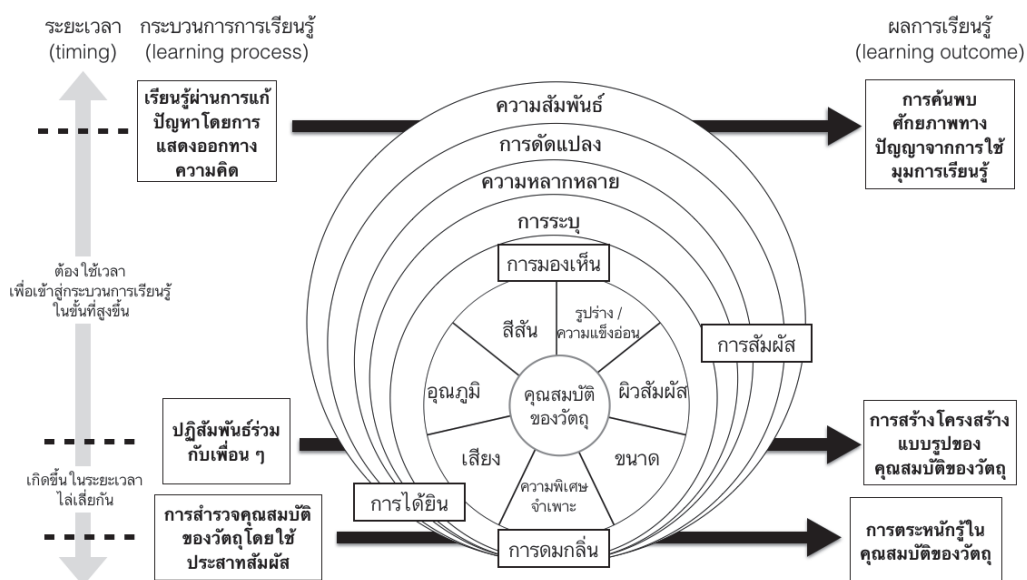 ระยะเวลา
(timing)
กระบวนการการเรียนรู้
(learning process)
ผลการเรียนรู้
(learning outcome)
เรียนรู้ผ่านการแก้
ปัญหาโดยการ
แสดงออกทาง
ความคิด
ความสัมพันธ์
การดัดแปลง
ความหลากหลาย
การระบุ
การมองเห็น
การค้นพบ
ศักยภาพทาง
ปัญญาจากการใช้
มุมการเรียนรู้
ต้องใช้เวลา
เพื่อเข้าสู่กระบวนการเรียนรู้
ในขั้นที่สูงขึ้น
สีสัน
รูปร่าง /
ความแข็งอ่อน
การสัมผัส
อุณภูมิ
คุณสมบัติ
ของวัตถุ
ผิวสัมผัส
ปฏิสัมพันธ์ร่วม
กับเพื่อน ๆ
เสียง
ขนาด
การสร้างโครงสร้าง
แบบรูปของ
คุณสมบัติของวัตถุ
เกิดขึ้นในระยะเวลา
ไล่เลี่ยกัน
การได้ยิน
ความพิเศษ
จำเพาะ
การสำรวจคุณสมบัติ
ของวัตถุโดยใช้
ประสาทสัมผัส
การดมกลิ่น
การตระหนักรู้ใน
คุณสมบัติของวัตถุ